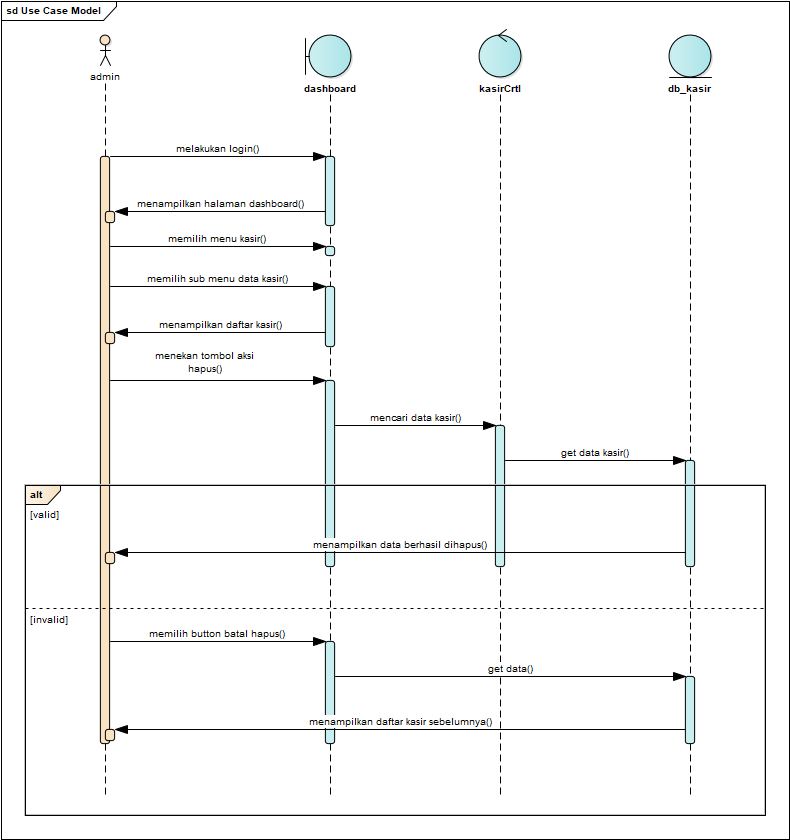 sd Use Case Model
admin
dashboard
kasirCrtl
db_kasir
melakukan login()
menampilkan halaman dashboard()
memilih menu kasir()
memilih sub menu data kasir()
menampilkan daftar kasir()
menekan tombol aksi
hapus()
mencari data kasir()
get data kasir()
alt
[valid]
menampilkan data berhasil dihapus()
[invalid]
memilih button batal hapus()
get data()
menampilkan daftar kasir sebelumnya()